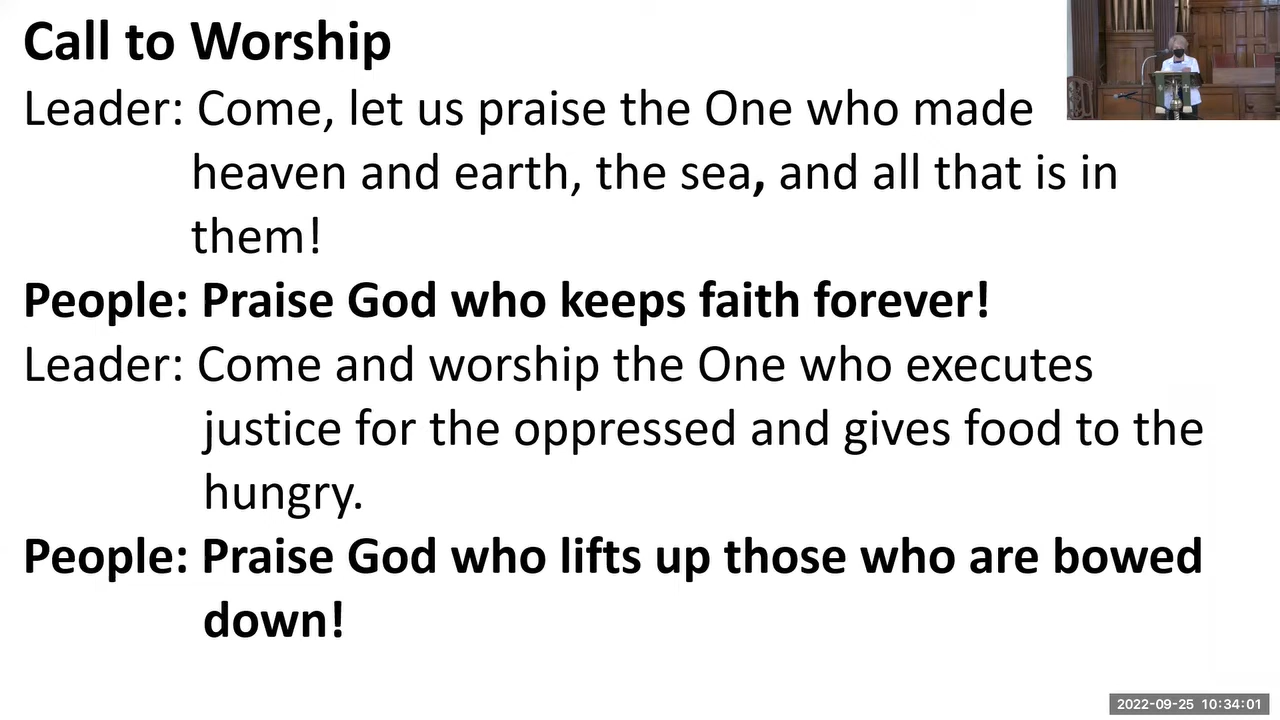 Call to Worship
Leader: Come, let us praise the One who made
heaven and earth, the sea, and all that is in
them!
People: Praise God who keeps faith forever!
Leader: Come and worship the One who executes
justice for the oppressed and gives food to the
hungry.
People: Praise God who lifts up those who are bowed
down!
2022-09-25 10:34:01